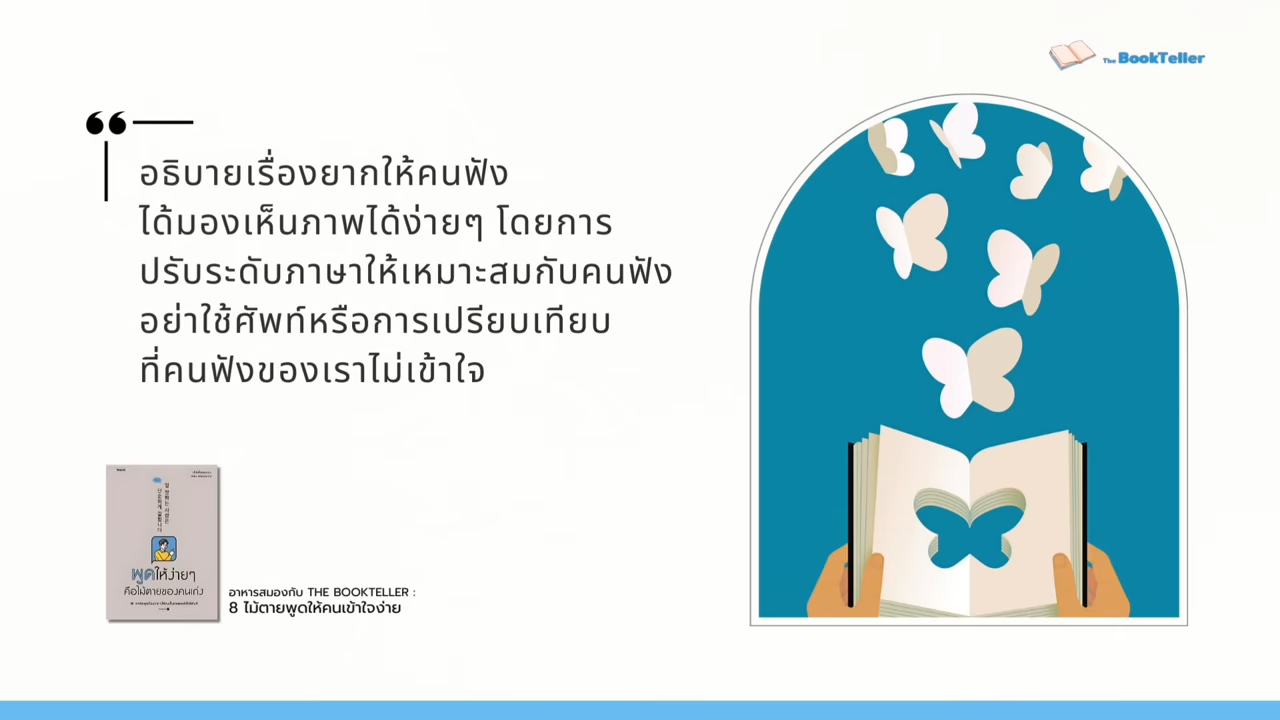 The BookTeller
อธิบายเรื่องยากให้คนฟัง
ได้มองเห็นภาพได้ง่ายๆ โดยการ
ปรับระดับภาษาให้เหมาะสมกับคนฟัง
อย่าใช้ศัพท์หรือการเปรียบเทียบ
ที่คนฟังของเราไม่เข้าใจ
พูดให้ง่ายๆ
คือไม้ตายของคนเก่ง
อาหารสมองกับ THE BOOKTELLER :
8 ไม้ตายพูดให้คนเข้าใจง่าย